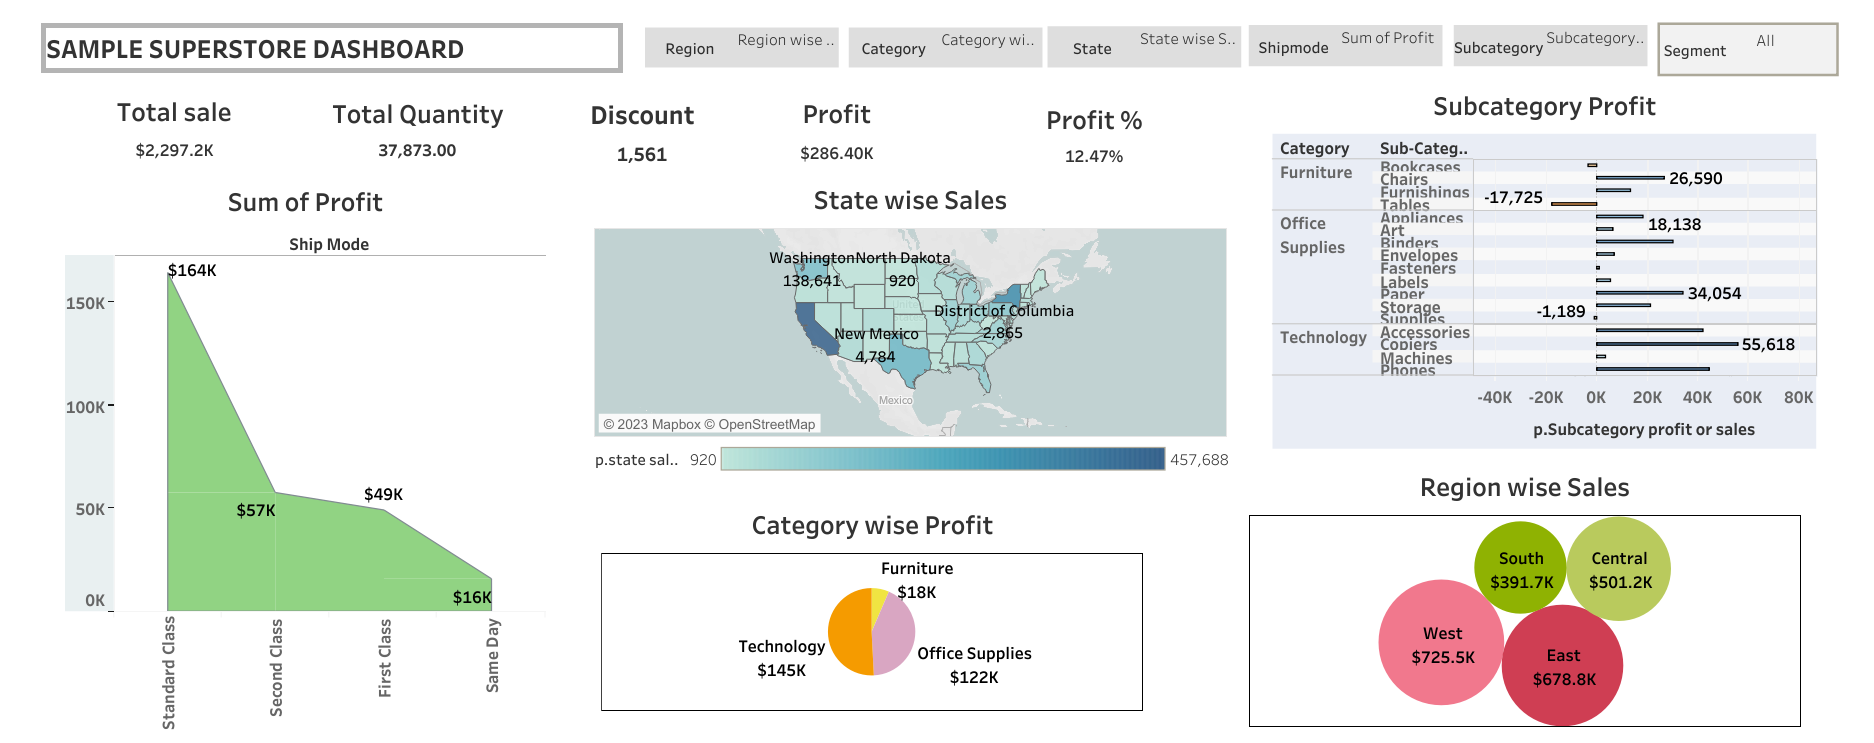 SAMPLE SUPERSTORE DASHBOARD
Region
Region wise ..
Category
Category wi..
State
State wise S..
Shipmode
Sum of Profit
Subcategory
Subcategory..
Segment
All
Total sale
$2,297.2K
Total Quantity
37,873.00
Discount
1,561
Profit
$286.40K
Profit %
12.47%
Sum of Profit
Ship Mode
150K
100K
50K
0K
$164K
$57K
$49K
$16K
Standard Class
Second Class
First Class
Same Day
State wise Sales
Washington
138,641
North Dakota
920
District of Columbia
2,865
New Mexico
4,784
Mexico
© 2023 Mapbox © OpenStreetMap
p.state sal..
920
457,688
Category wise Profit
Furniture
$18K
Technology
$145K
Office Supplies
$122K
Subcategory Profit
Category
Sub-Categ..
Furniture
Bookcases
Chairs
26,590
Furnishings
Tables
-17,725
Office
Supplies
Appliances
18,138
Art
Binders
Envelopes
Fasteners
Labels
Paper
34,054
Storage
Supplies
-1,189
Technology
Accessories
Copiers
55,618
Machines
Phones
-40K
-20K
0K
20K
40K
60K
80K
p.Subcategory profit or sales
Region wise Sales
South
$391.7K
Central
$501.2K
West
$725.5K
East
$678.8K